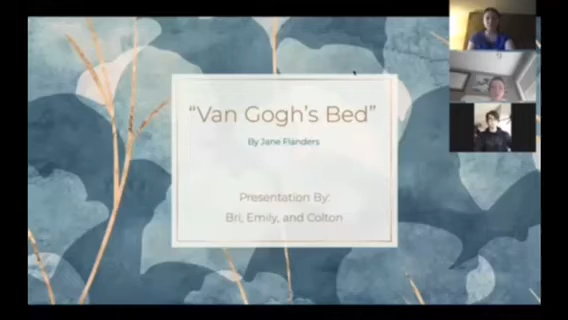 “Van Gogh’s Bed”
By Jane Flanders
Presentation By:
Bri, Emily, and Colton